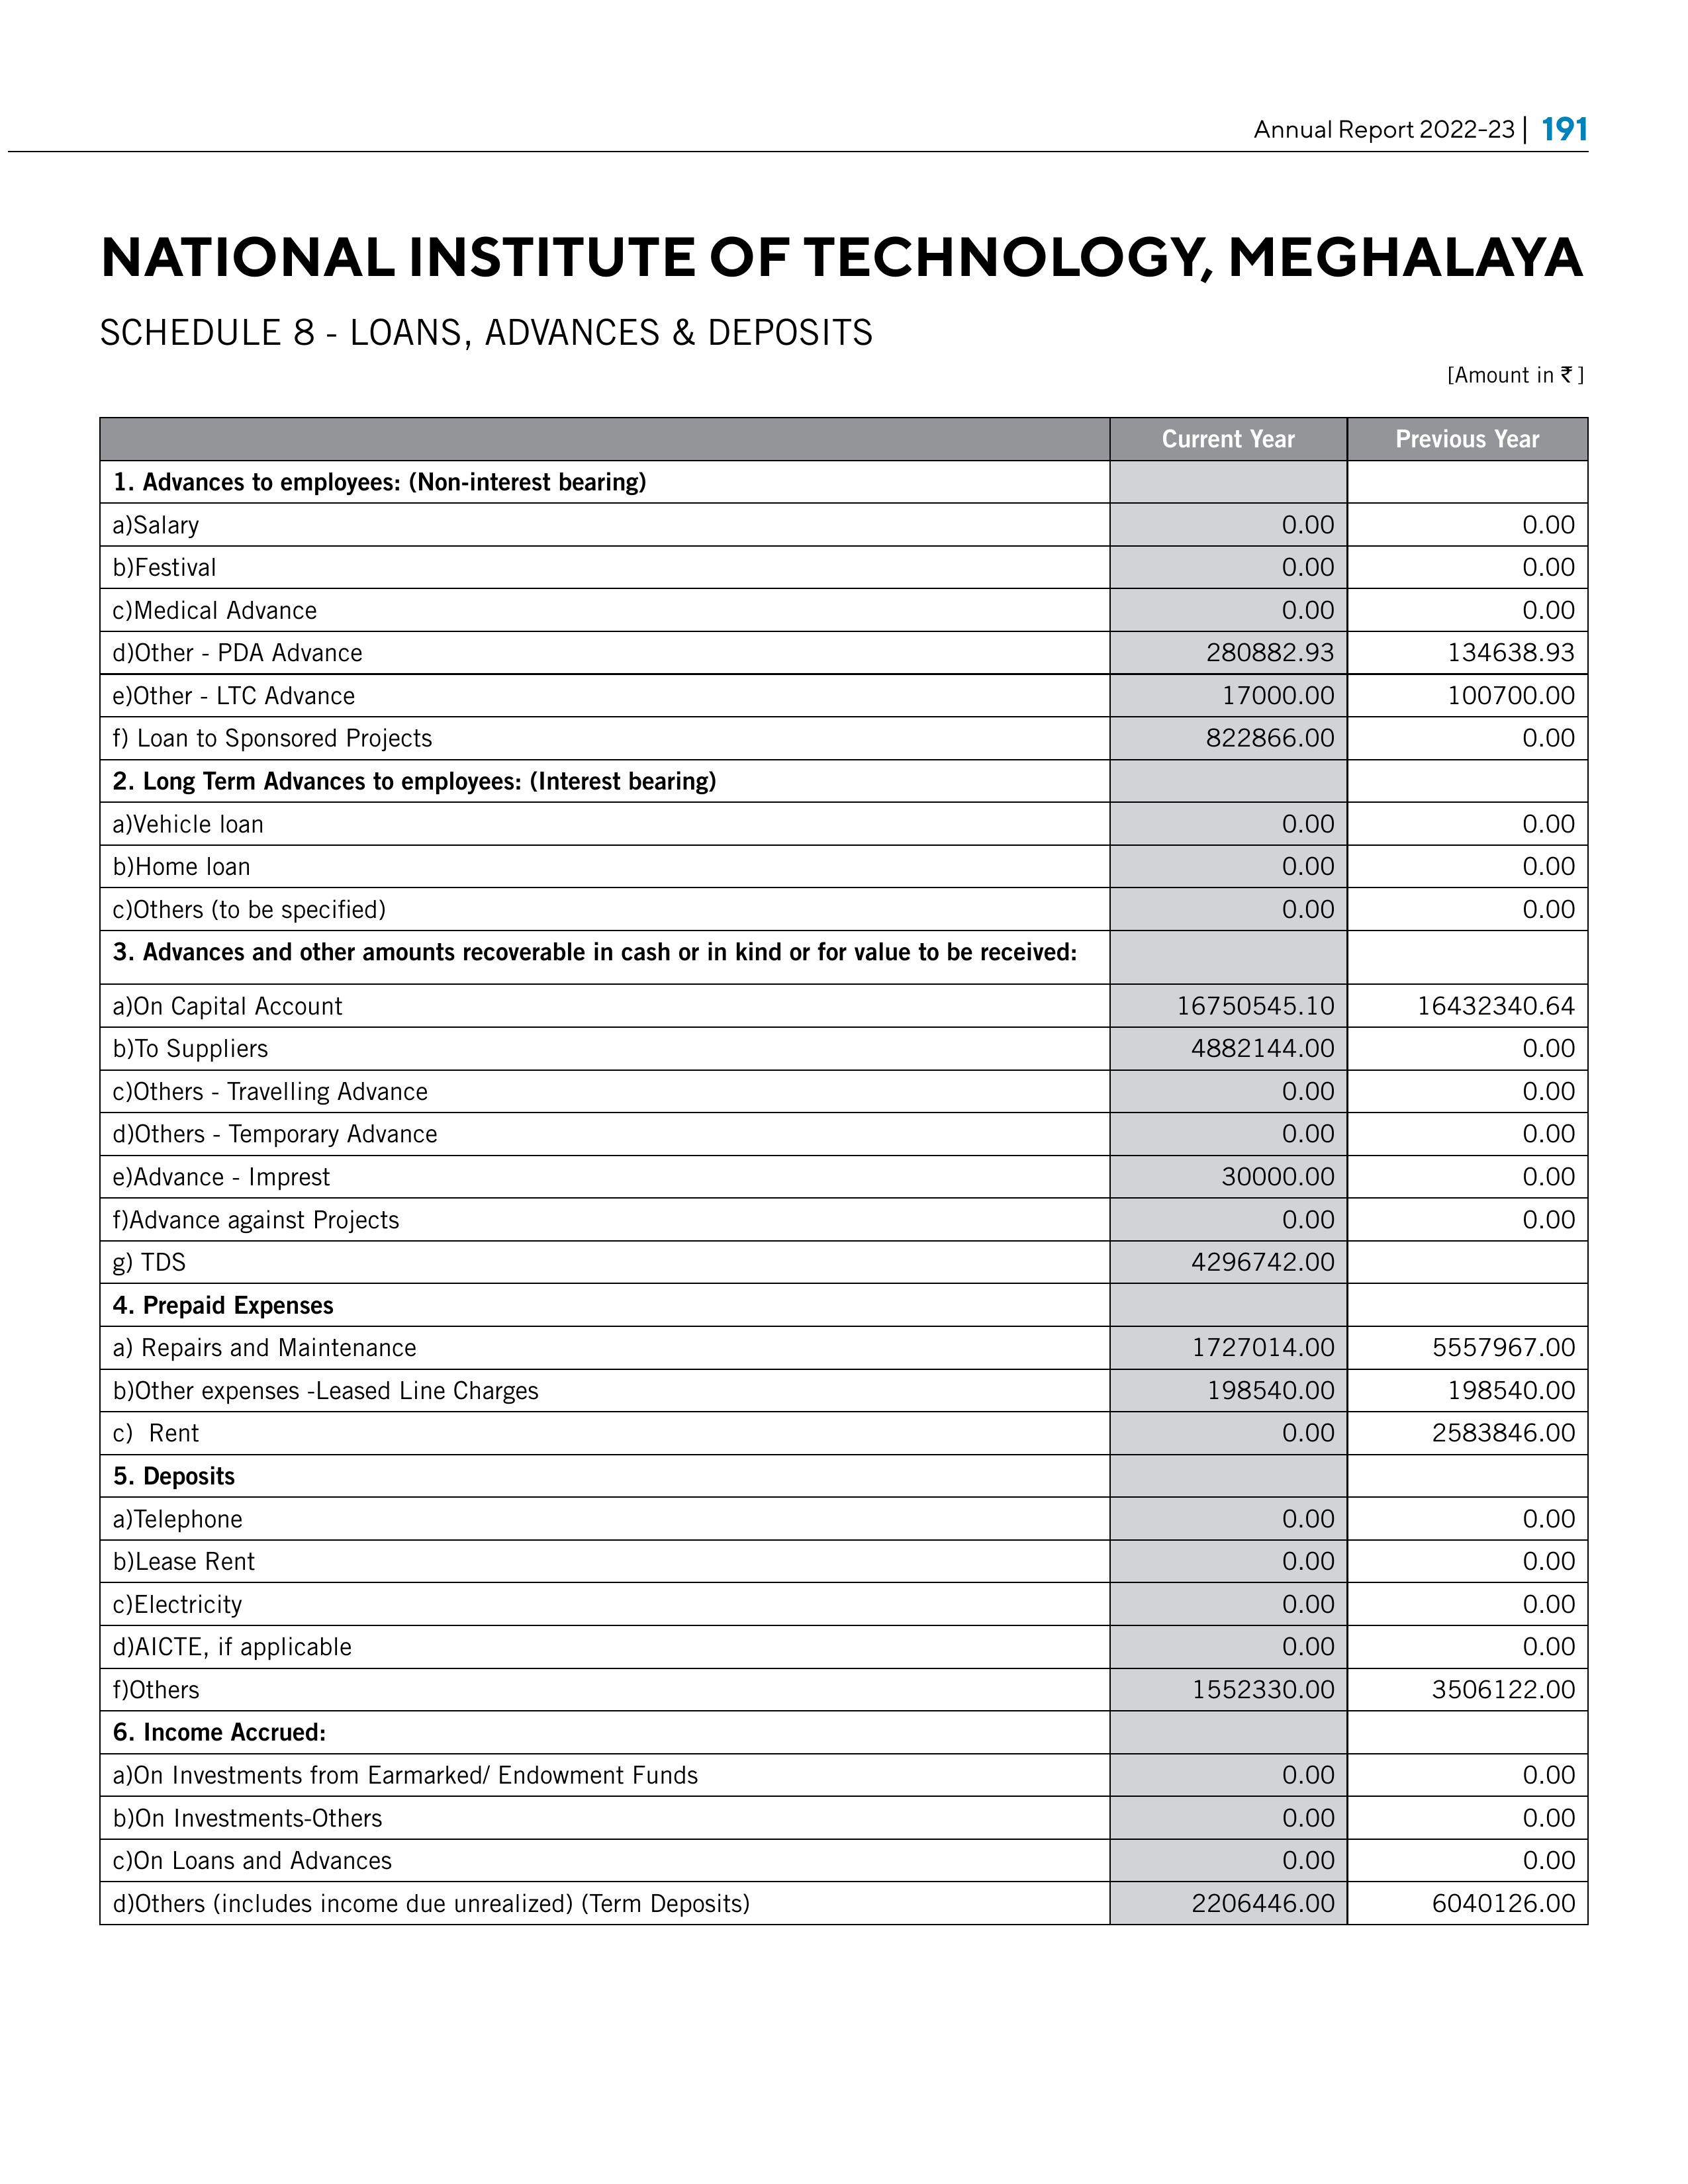 Annual Report 2022-23 | 191
NATIONAL INSTITUTE OF TECHNOLOGY, MEGHALAYA
SCHEDULE 8 - LOANS, ADVANCES & DEPOSITS
[Amount in ₹ ]
Current Year Previous Year
1. Advances to employees: (Non-interest bearing)
a)Salary 0.00 0.00
b)Festival 0.00 0.00
c)Medical Advance 0.00 0.00
d)Other - PDA Advance 280882.93 134638.93
e)Other - LTC Advance 17000.00 100700.00
f) Loan to Sponsored Projects 822866.00 0.00
2. Long Term Advances to employees: (Interest bearing)
a)Vehicle loan 0.00 0.00
b)Home loan 0.00 0.00
c)Others (to be specified) 0.00 0.00
3. Advances and other amounts recoverable in cash or in kind or for value to be received:
a)On Capital Account 16750545.10 16432340.64
b)To Suppliers 4882144.00 0.00
c)Others - Travelling Advance 0.00 0.00
d)Others - Temporary Advance 0.00 0.00
e)Advance - Imprest 30000.00 0.00
f)Advance against Projects 0.00 0.00
g) TDS 4296742.00
4. Prepaid Expenses
a) Repairs and Maintenance 1727014.00 5557967.00
b)Other expenses -Leased Line Charges 198540.00 198540.00
c) Rent 0.00 2583846.00
5. Deposits
a)Telephone 0.00 0.00
b)Lease Rent 0.00 0.00
c)Electricity 0.00 0.00
d)AICTE, if applicable 0.00 0.00
f)Others 1552330.00 3506122.00
6. Income Accrued:
a)On Investments from Earmarked/ Endowment Funds 0.00 0.00
b)On Investments-Others 0.00 0.00
c)On Loans and Advances 0.00 0.00
d)Others (includes income due unrealized) (Term Deposits) 2206446.00 6040126.00